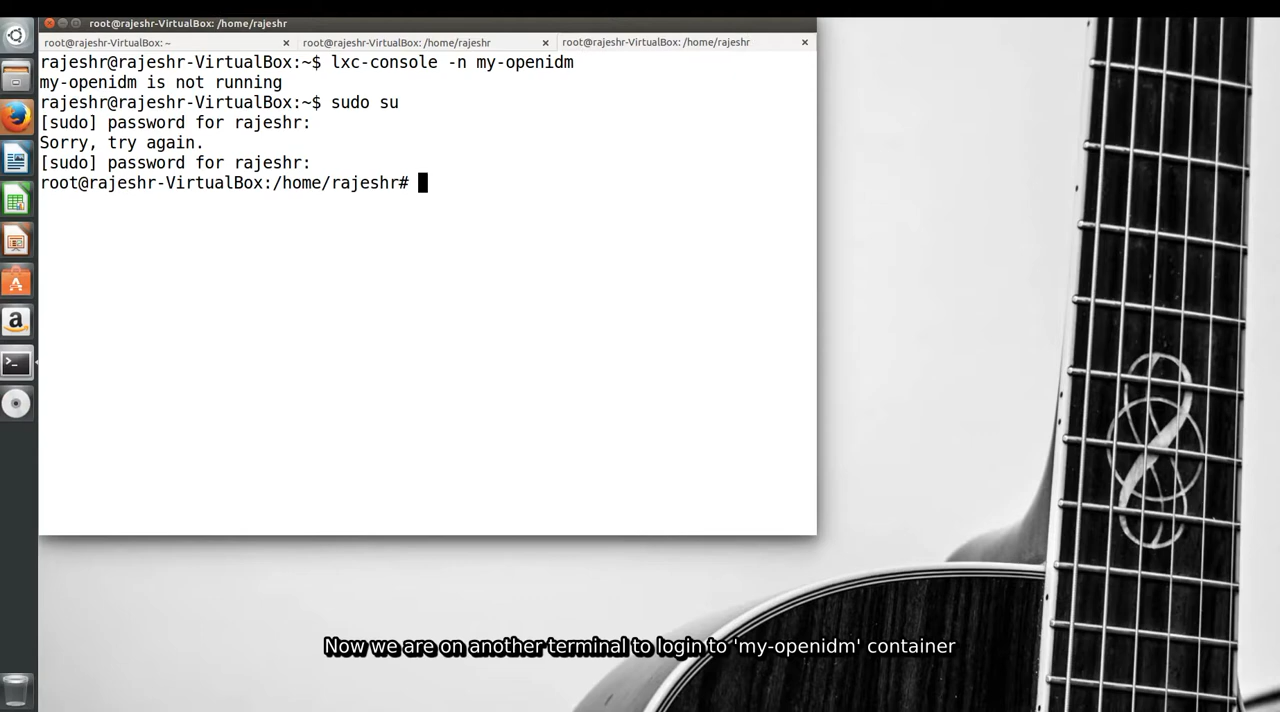 root@rajeshr-VirtualBox: /home/rajeshr
root@rajeshr-VirtualBox: ~ root@rajeshr-VirtualBox: /home/rajeshr root@rajeshr-VirtualBox: /home/rajeshr
rajeshr@rajeshr-VirtualBox:~$ lxc-console -n my-openidm
my-openidm is not running
rajeshr@rajeshr-VirtualBox:~$ sudo su
[sudo] password for rajeshr:
Sorry, try again.
[sudo] password for rajeshr:
root@rajeshr-VirtualBox:/home/rajeshr#
Now we are on another terminal to login to 'my-openidm' container